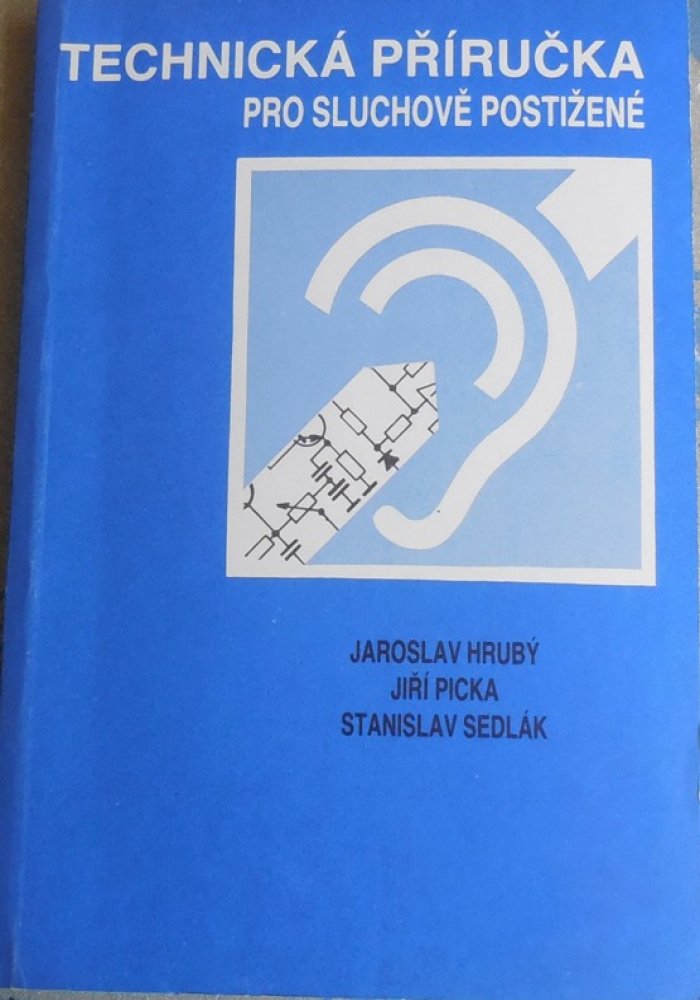 TECHNICKÁ PŘÍRUČKA
PRO SLUCHOVĚ POSTIŽENÉ
JAROSLAV HRUBÝ
JIŘÍ PICKA
STANISLAV SEDLÁK